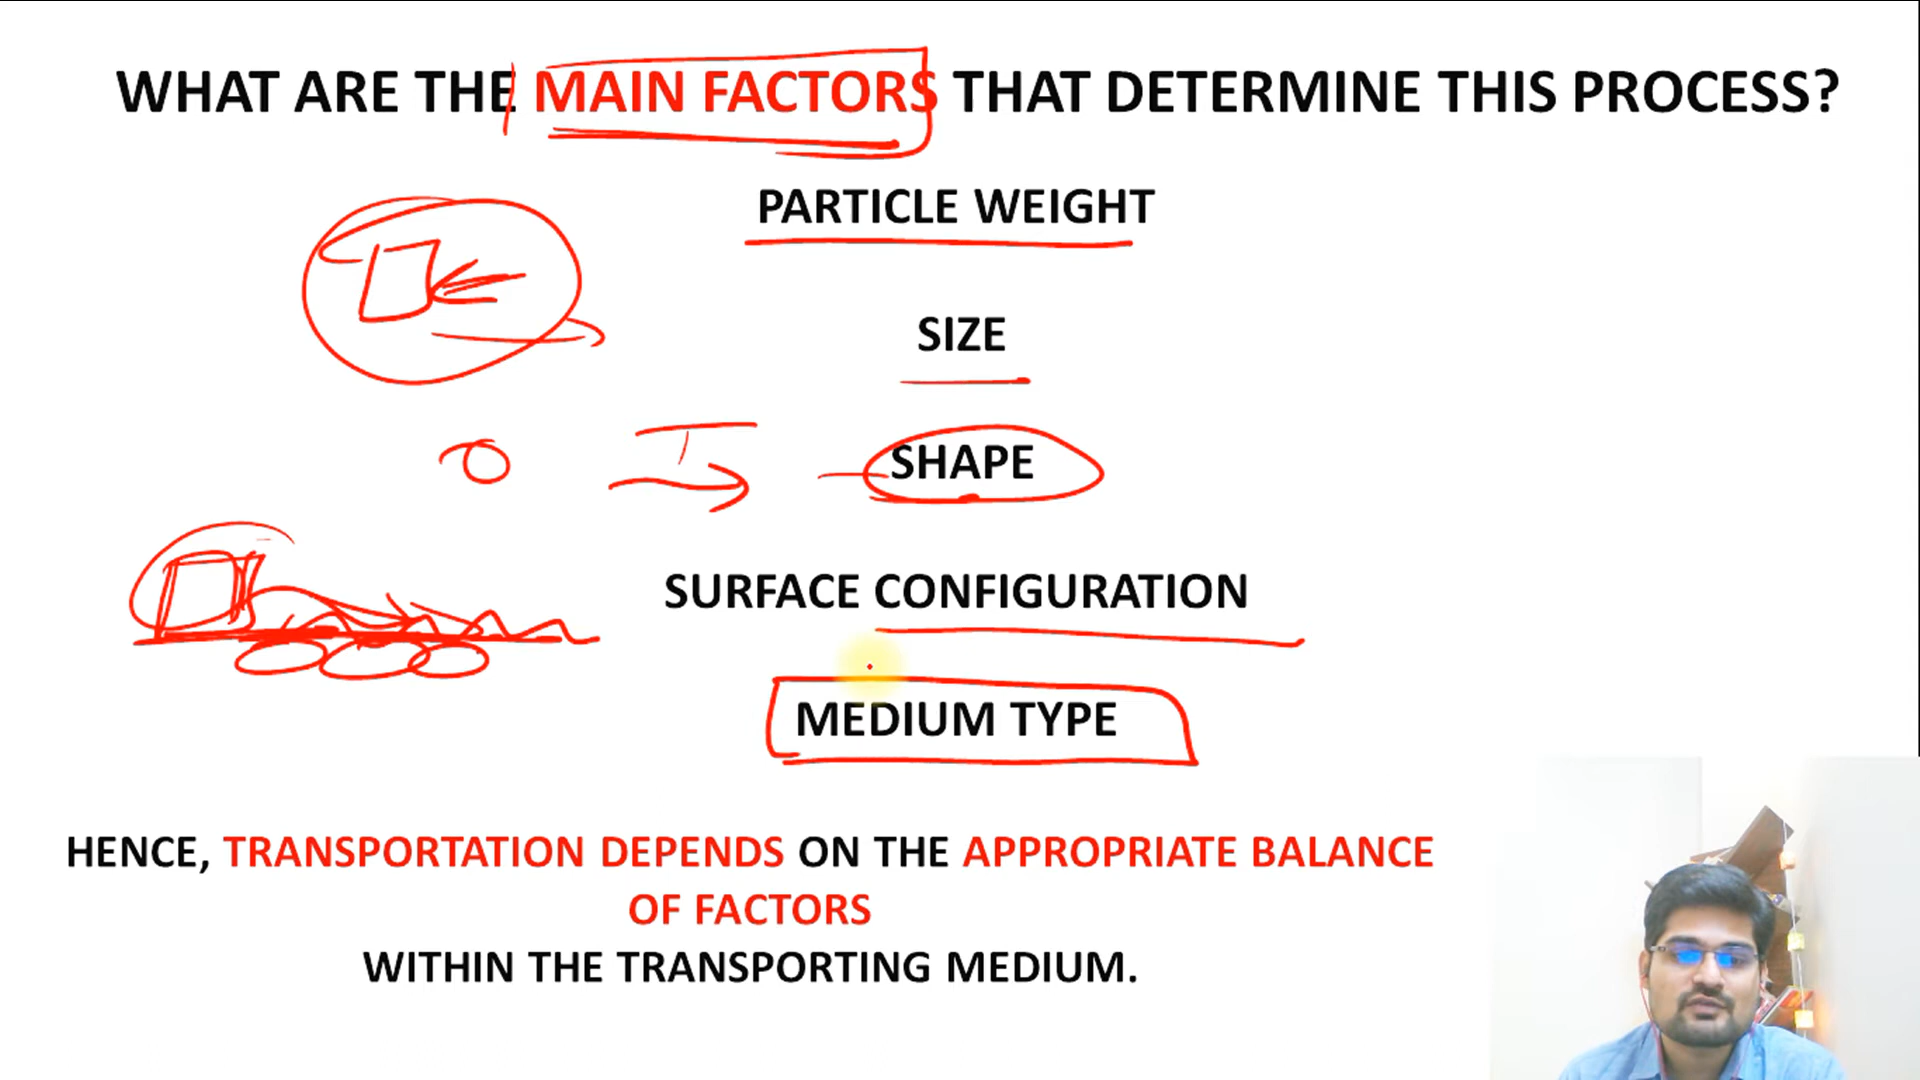 WHAT ARE THE MAIN FACTORS THAT DETERMINE THIS PROCESS?
PARTICLE WEIGHT
SIZE
SHAPE
SURFACE CONFIGURATION
MEDIUM TYPE
HENCE, TRANSPORTATION DEPENDS ON THE APPROPRIATE BALANCE
OF FACTORS
WITHIN THE TRANSPORTING MEDIUM.